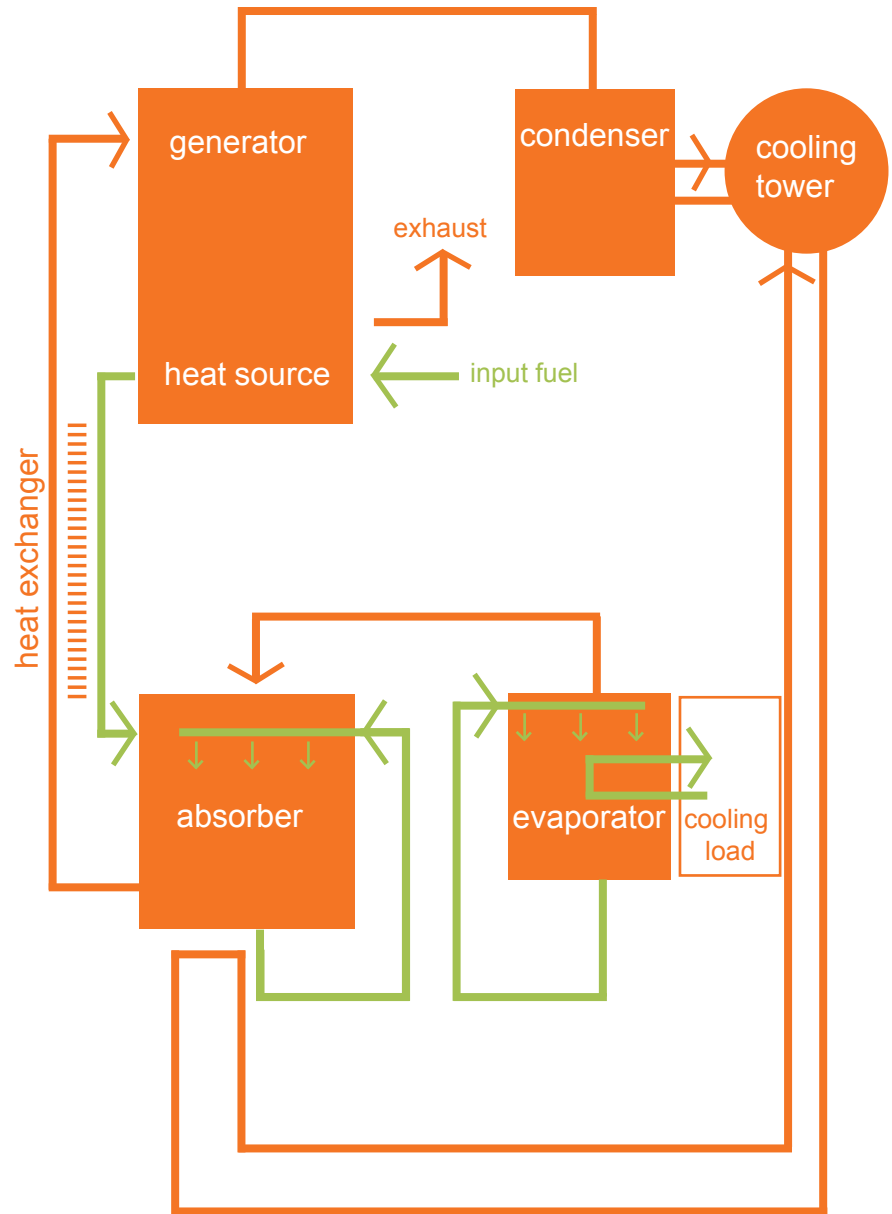 generator
condenser
cooling
tower
exhaust
heat source
input fuel
heat exchanger
absorber
evaporator
cooling
load